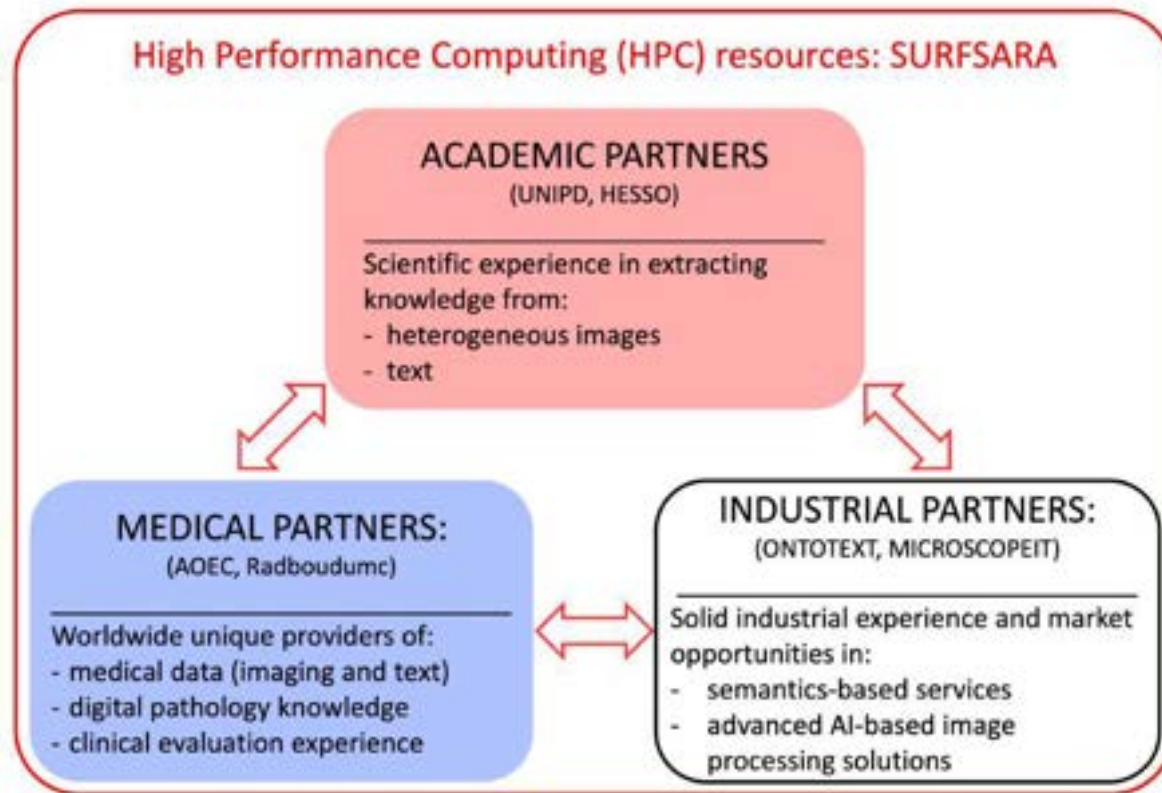 High Performance Computing (HPC) resources: SURFSARA
ACADEMIC PARTNERS
(UNIPD, HESSO)
Scientific experience in extracting
knowledge from:
- heterogeneous images
- text
MEDICAL PARTNERS:
(AOEC, Radboudumc)
Worldwide unique providers of:
- medical data (imaging and text)
- digital pathology knowledge
- clinical evaluation experience
INDUSTRIAL PARTNERS:
(ONTOTEXT, MICROSCOPEIT)
Solid industrial experience and market
opportunities in:
- semantics-based services
- advanced AI-based image
processing solutions